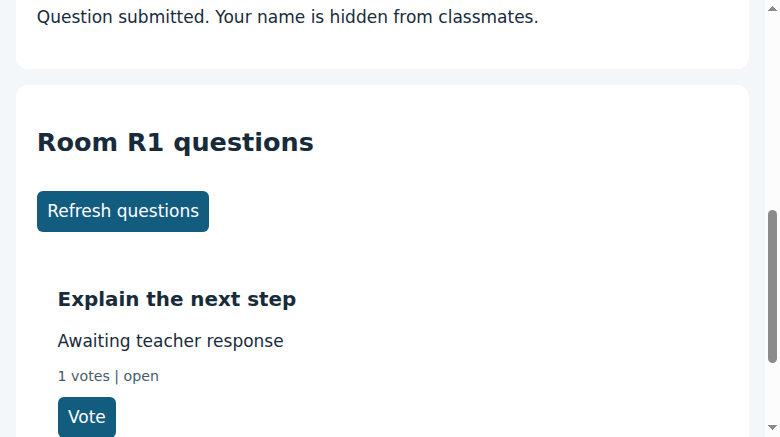 Question submitted. Your name is hidden from classmates.
Room R1 questions
Refresh questions
Explain the next step
Awaiting teacher response
1 votes | open
Vote